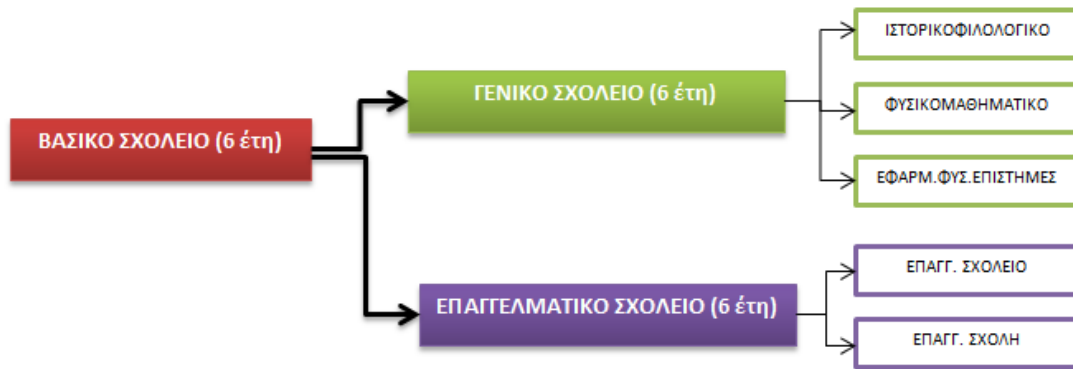 ΒΑΣΙΚΟ ΣΧΟΛΕΙΟ (6 έτη)
ΓΕΝΙΚΟ ΣΧΟΛΕΙΟ (6 έτη)
ΙΣΤΟΡΙΚΟΦΙΛΟΛΟΓΙΚΟ
ΦΥΣΙΚΟΜΑΘΗΜΑΤΙΚΟ
ΕΦΑΡΜ.ΦΥΣ.ΕΠΙΣΤΗΜΕΣ
ΕΠΑΓΓΕΛΜΑΤΙΚΟ ΣΧΟΛΕΙΟ (6 έτη)
ΕΠΑΓΓ. ΣΧΟΛΕΙΟ
ΕΠΑΓΓ. ΣΧΟΛΗ